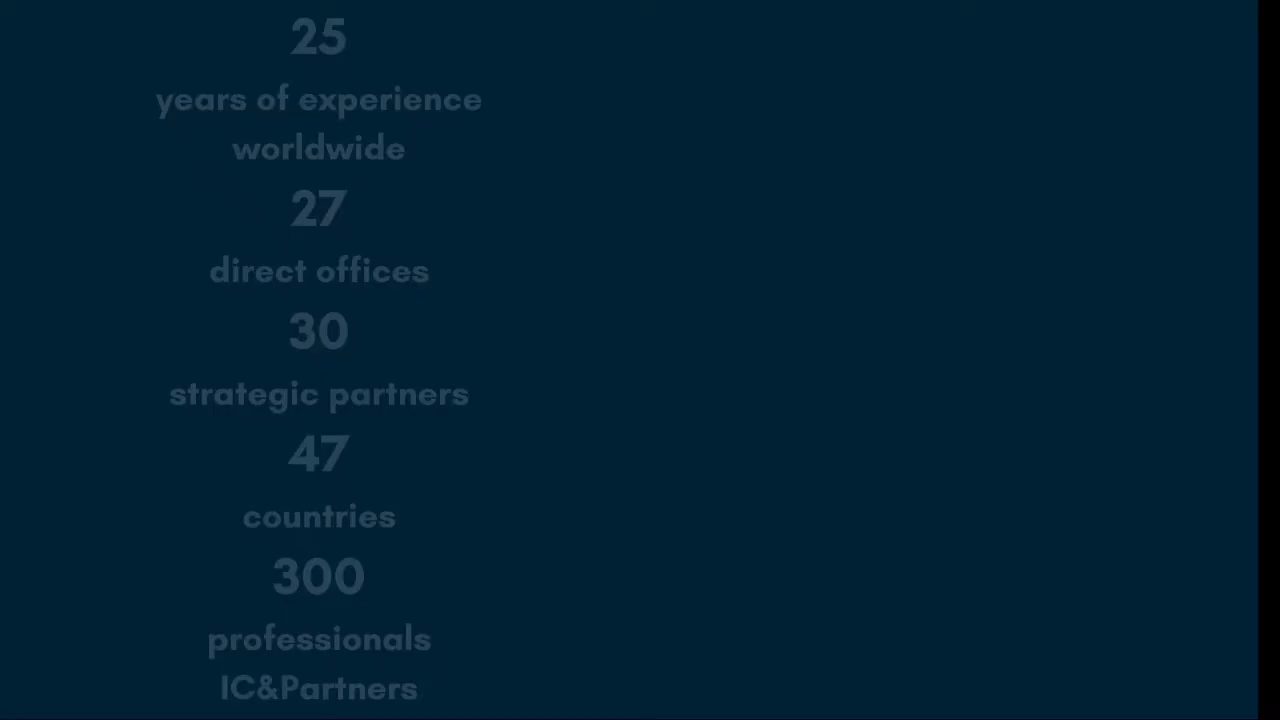 25
years of experience
worldwide
27
direct offices
30
strategic partners
47
countries
300
professionals
IC&Partners